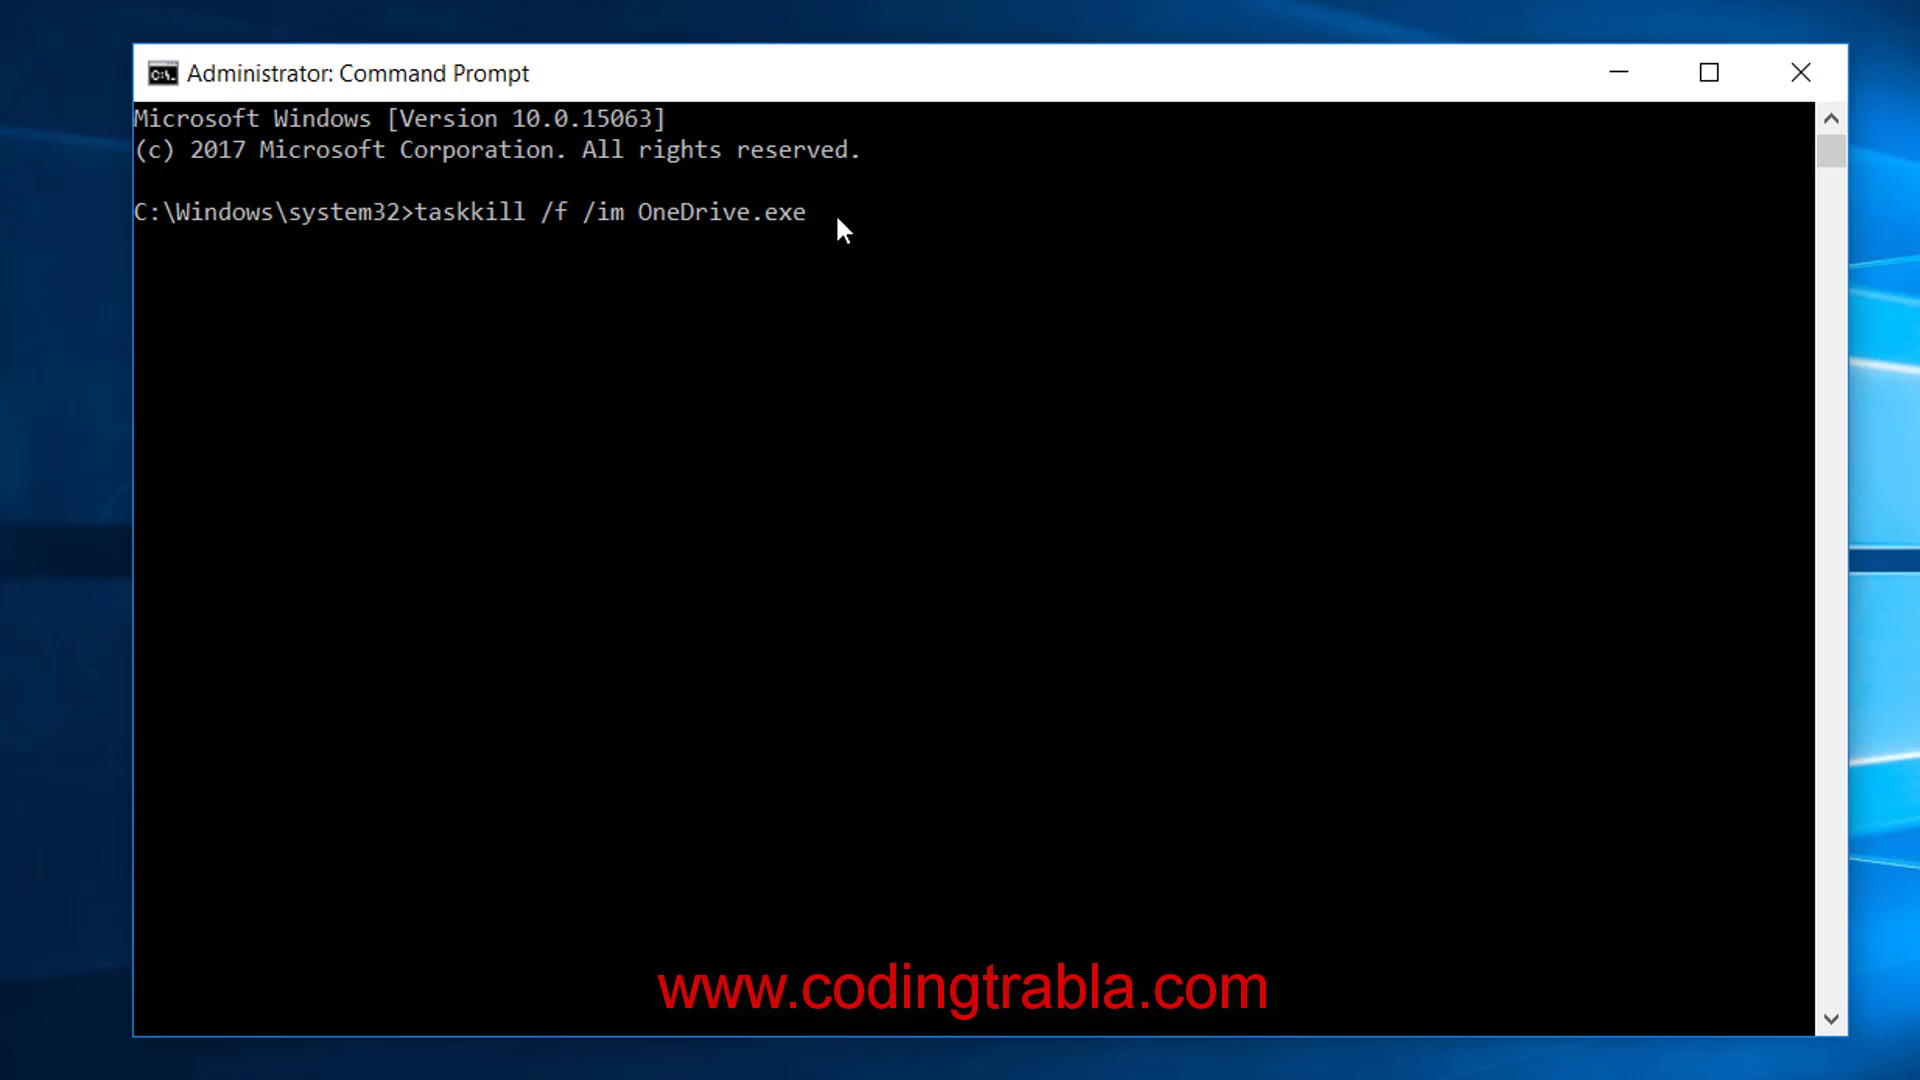 Administrator: Command Prompt
Microsoft Windows [Version 10.0.15063]
(c) 2017 Microsoft Corporation. All rights reserved.
C:\Windows\system32>taskkill /f /im OneDrive.exe
www.codingtrabla.com